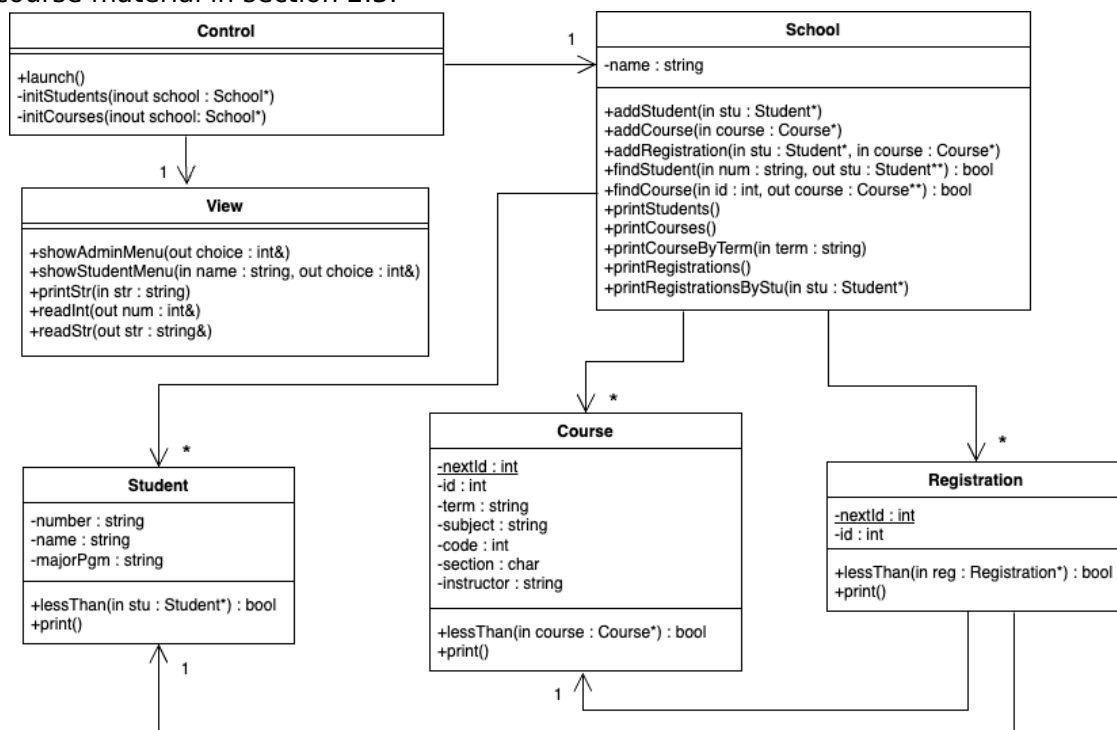 course material in section 2.3.
Control
+launch()
-initStudents(inout school : School*)
-initCourses(inout school: School*)
1
School
-name : string
+addStudent(in stu : Student*)
+addCourse(in course : Course*)
+addRegistration(in stu : Student*, in course : Course*)
+findStudent(in num : string, out stu : Student**) : bool
+findCourse(in id : int, out course : Course**) : bool
+printStudents()
+printCourses()
+printCourseByTerm(in term : string)
+printRegistrations()
+printRegistrationsByStu(in stu : Student*)
1
View
+showAdminMenu(out choice : int&)
+showStudentMenu(in name : string, out choice : int&)
+printStr(in str : string)
+readInt(out num : int&)
+readStr(out str : string&)
*
Student
-number : string
-name : string
-majorPgm : string
+lessThan(in stu : Student*) : bool
+print()
1
*
Course
-nextId : int
-id : int
-term : string
-subject : string
-code : int
-section : char
-instructor : string
+lessThan(in course : Course*) : bool
+print()
1
*
Registration
-nextId : int
-id : int
+lessThan(in reg : Registration*) : bool
+print()